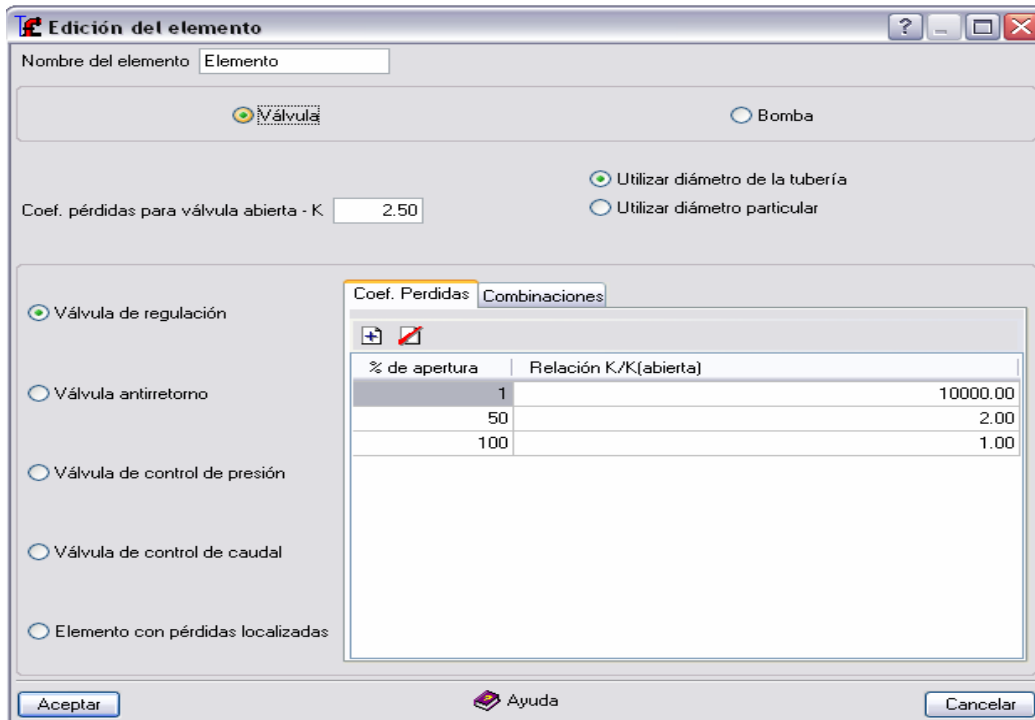 Edición del elemento
Nombre del elemento Elemento
Válvula Bomba
Utilizar diámetro de la tubería
Coef. pérdidas para válvula abierta - K 2.50
Utilizar diámetro particular
Coef. Perdidas Combinaciones
Válvula de regulación
% de apertura Relación K/K(abierta)
1 10000.00
Válvula antirretorno
50 2.00
100 1.00
Válvula de control de presión
Válvula de control de caudal
Elemento con pérdidas localizadas
Aceptar Ayuda Cancelar